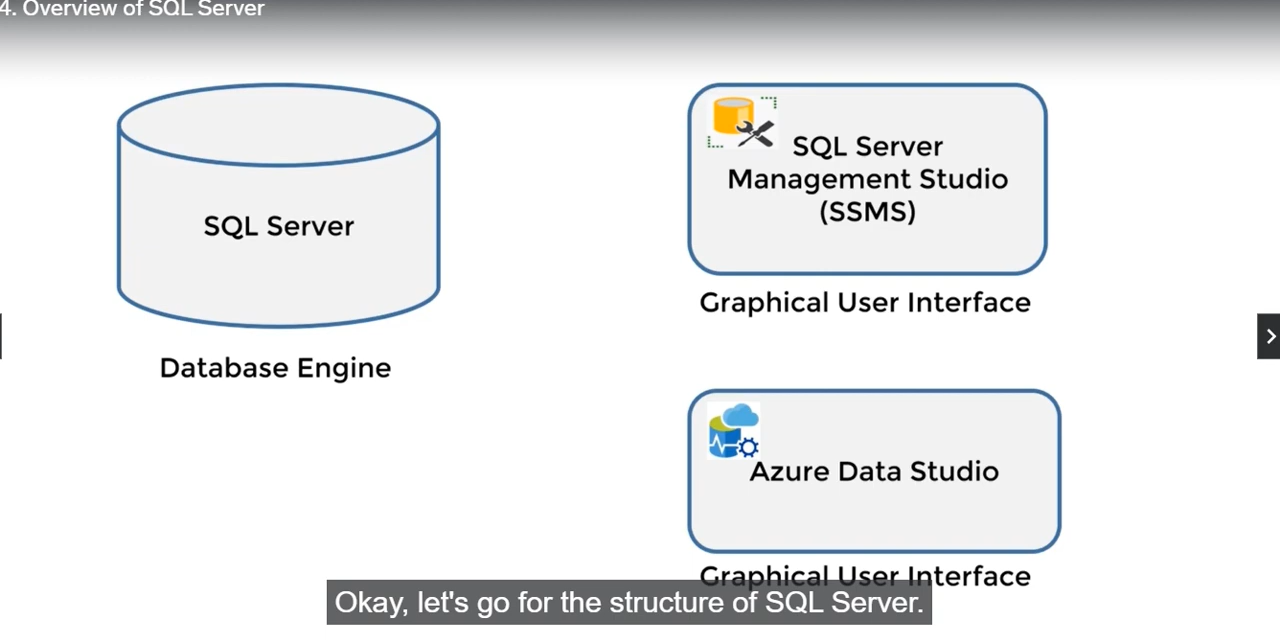 4. Overview of SQL Server
SQL Server
Database Engine
SQL Server
Management Studio
(SSMS)
Graphical User Interface
Azure Data Studio
Graphical User Interface
Okay, let's go for the structure of SQL Server.